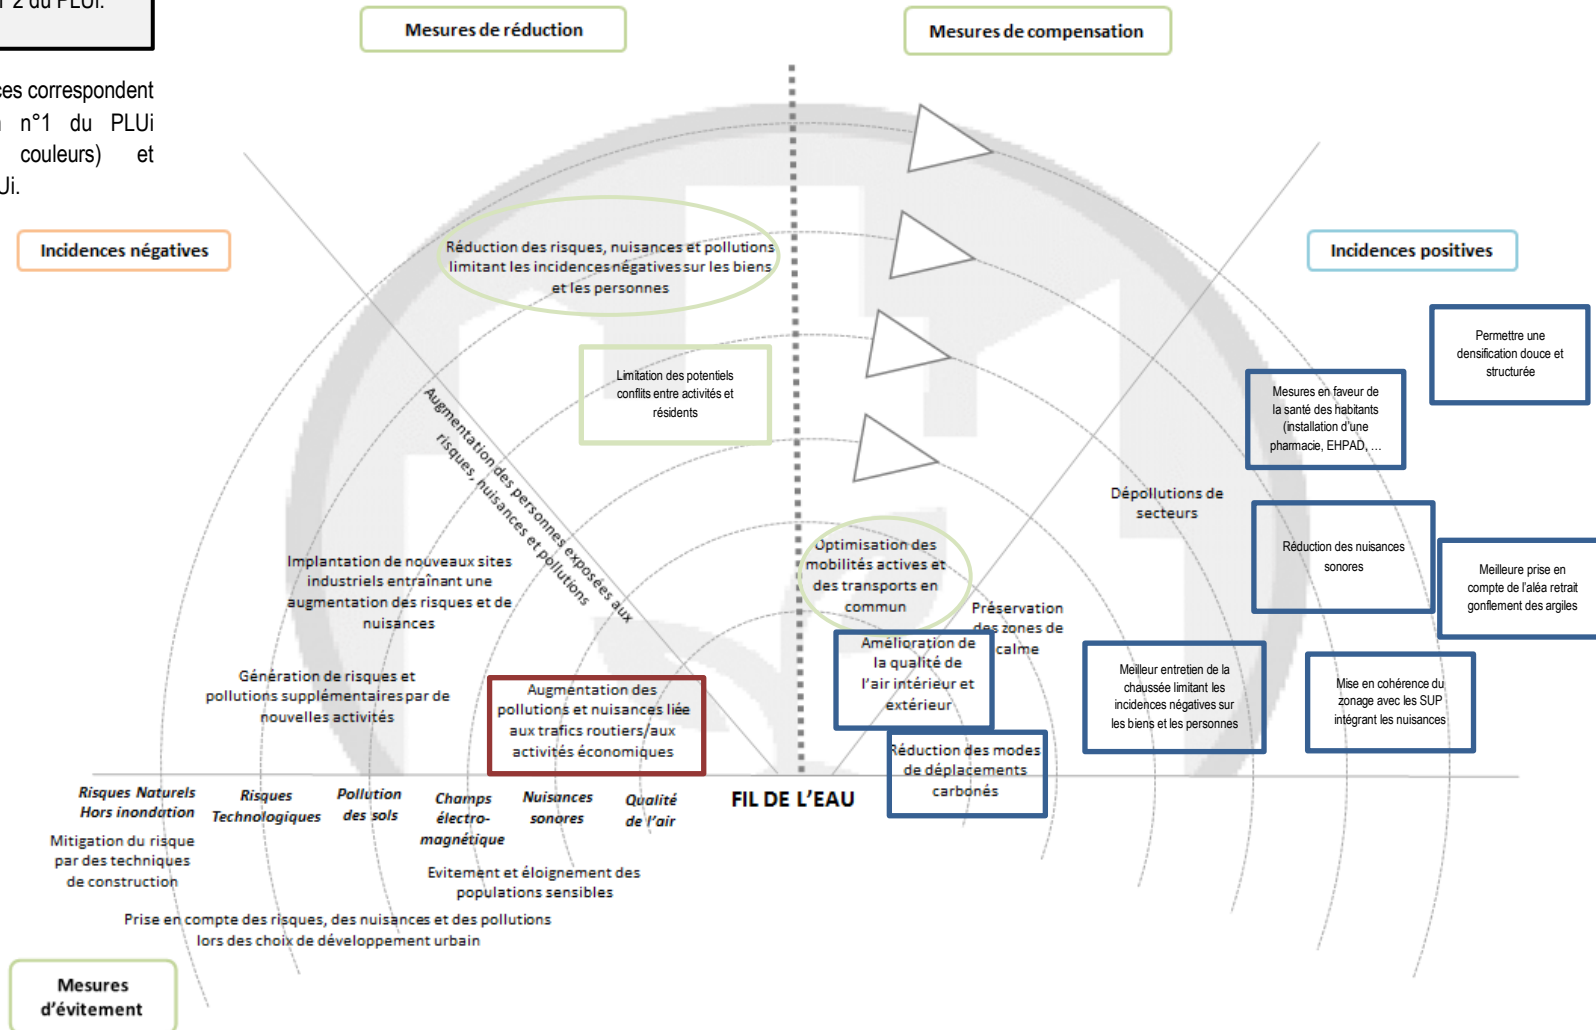 n°2 du PLUi.
Mesures de réduction
Mesures de compensation
ces correspondent
n°1 du PLUi
couleurs) et
Incidences négatives
Réduction des risques, nuisances et pollutions
limitant les incidences négatives sur les biens
et les personnes
Incidences positives
Permettre une
densification douce et
structurée
Limitation des potentiels
conflits entre activités et
résidents
Mesures en faveur de
la santé des habitants
(installation d'une
pharmacie, EHPAD, …
Augmentation des personnes exposées aux
risques, nuisances et pollutions
Dépollutions de
secteurs
Implantation de nouveaux sites
industriels entraînant une
augmentation des risques et de
nuisances
Optimisation des
mobilités actives et
des transports en
commun
Réduction des nuisances
sonores
Meilleure prise en
compte de l'aléa retrait
gonflement des argiles
Préservation
des zones de
calme
Génération de risques et
pollutions supplémentaires par de
nouvelles activités
Augmentation des
pollutions et nuisances liée
aux trafics routiers/aux
activités économiques
Amélioration de
la qualité de
l'air intérieur et
extérieur
Meilleur entretien de la
chaussée limitant les
incidences négatives sur
les biens et les personnes
Mise en cohérence du
zonage avec les SUP
intégrant les nuisances
Réduction des modes
de déplacements
carbonés
Risques Naturels
Hors inondation
Risques
Technologiques
Pollution
des sols
Champs
électro-
magnétique
Nuisances
sonores
Qualité
de l'air
FIL DE L'EAU
Mitigation du risque
par des techniques
de construction
Evitement et éloignement des
populations sensibles
Prise en compte des risques, des nuisances et des pollutions
lors des choix de développement urbain
Mesures
d'évitement